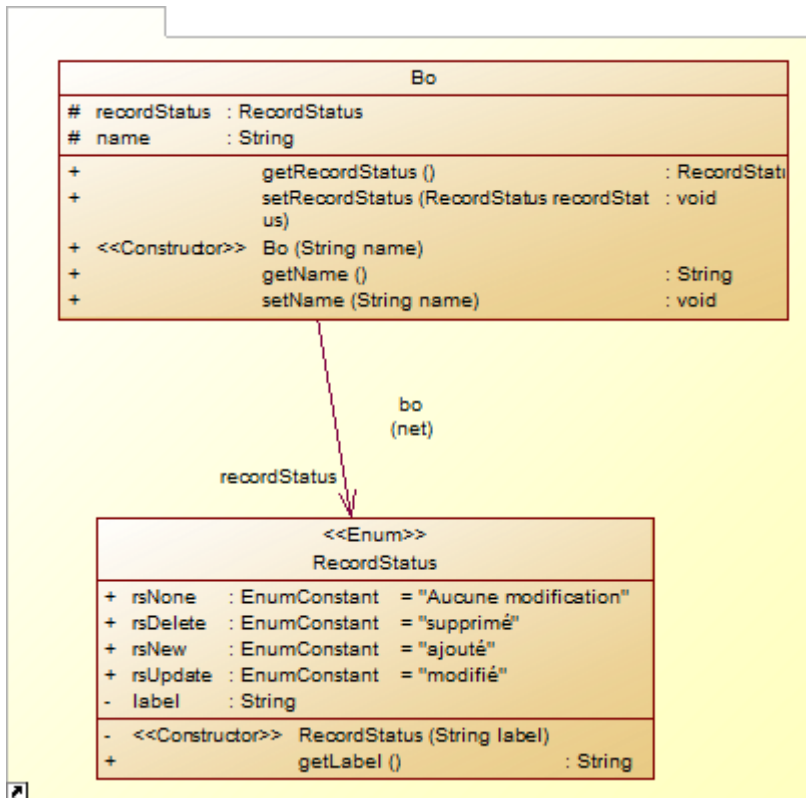 Bo
# recordStatus : RecordStatus
# name : String
+ getRecordStatus () : RecordStatu
+ setRecordStatus (RecordStatus recordStat : void
us)
+ <<Constructor>> Bo (String name)
+ getName () : String
+ setName (String name) : void
bo
(net)
recordStatus
<<Enum>>
RecordStatus
+ rsNone : EnumConstant = "Aucune modification"
+ rsDelete : EnumConstant = "supprimé"
+ rsNew : EnumConstant = "ajouté"
+ rsUpdate : EnumConstant = "modifié"
- label : String
- <<Constructor>> RecordStatus (String label)
+ getLabel () : String